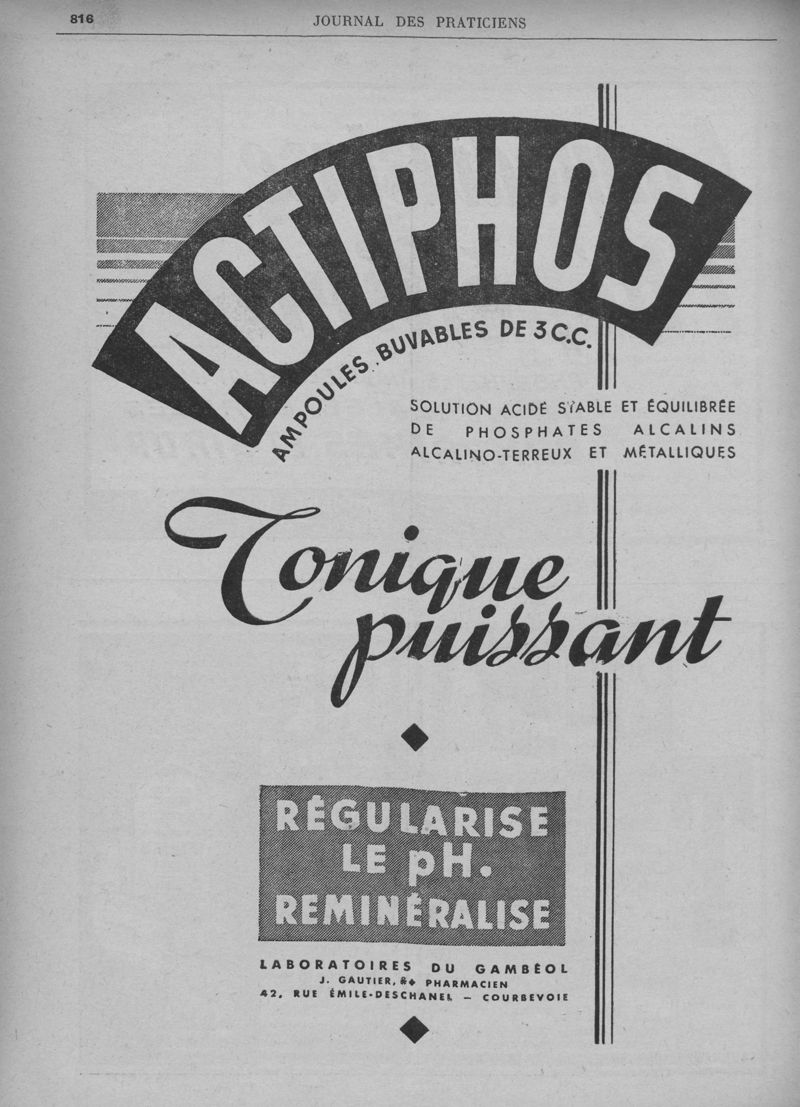 816
JOURNAL DES PRATICIENS
ACTIPHOS
AMPOULES BUVABLES DE 3 C.C.
SOLUTION ACIDE STABLE ET ÉQUILIBRÉE
DE PHOSPHATES ALCALINS
ALCALINO-TERREUX ET MÉTALLIQUES
Tonique
puissant
RÉGULARISE
LE pH.
REMINÉRALISE
LABORATOIRES DU GAMBÉOL
J. GAUTIER, PHARMACIEN
42, RUE ÉMILE-DESCHANEL — COURBEVOIE